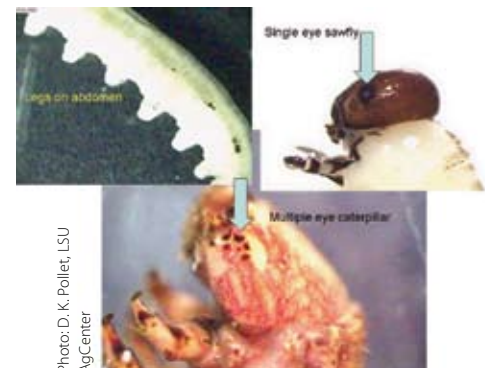 Single eye sawfly
Legs on abdomen
Multiple eye caterpillar
Photo: D. K. Pollet, LSU
AgCenter